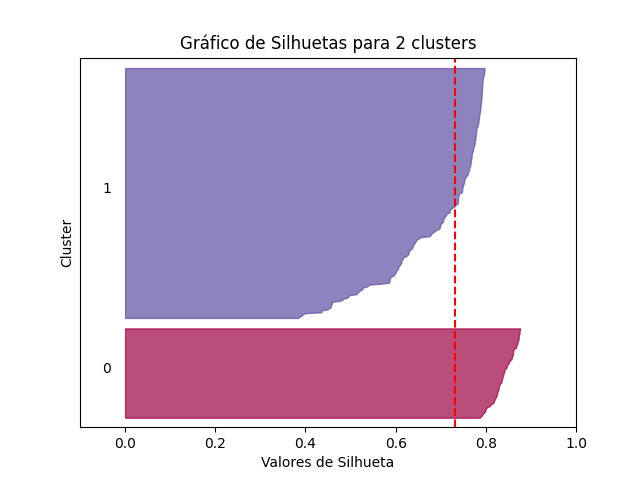 Gráfico de Silhuetas para 2 clusters
Cluster
1
0
0.0 0.2 0.4 0.6 0.8 1.0
Valores de Silhueta